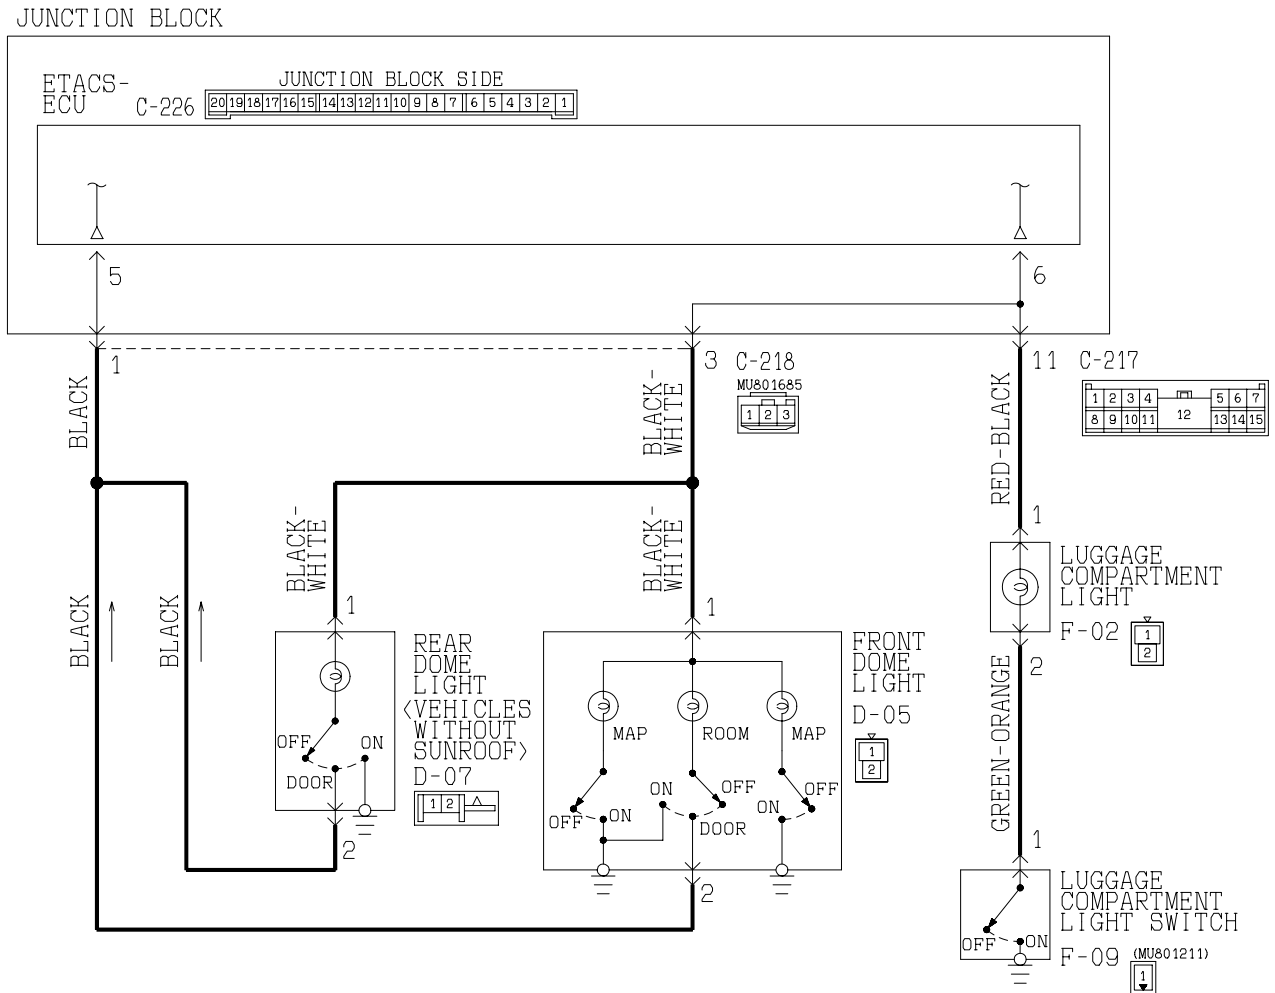 JUNCTION BLOCK
ETACS-
ECU
JUNCTION BLOCK SIDE
C-226
20 19 18 17 16 15 14 13 12 11 10 9 8 7 6 5 4 3 2 1
5
6
1
3
C-218
MU801685
1 2 3
11
C-217
1 2 3 4 5 6 7
8 9 10 11 12 13 14 15
BLACK
BLACK-
WHITE
RED-BLACK
BLACK-
WHITE
BLACK-
WHITE
1
LUGGAGE
COMPARTMENT
LIGHT
F-02
1
2
2
BLACK
BLACK
1
1
REAR
DOME
LIGHT
<VEHICLES
WITHOUT
SUNROOF>
D-07
1 2
OFF
ON
DOOR
2
FRONT
DOME
LIGHT
D-05
1
2
MAP
ROOM
MAP
OFF
ON
ON
OFF
DOOR
ON
OFF
2
GREEN-ORANGE
1
LUGGAGE
COMPARTMENT
LIGHT SWITCH
F-09
(MU801211)
1
OFF
ON